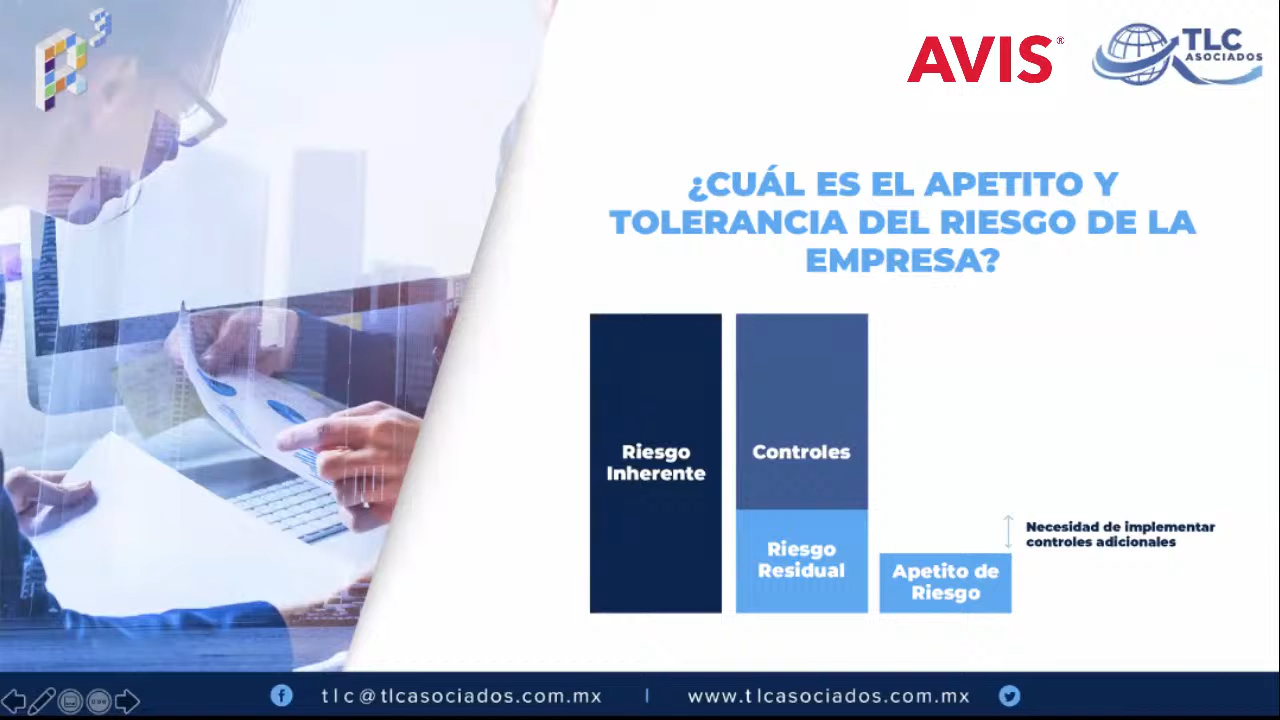 R³
AVIS®
TLC
ASOCIADOS
¿CUÁL ES EL APETITO Y
TOLERANCIA DEL RIESGO DE LA
EMPRESA?
Riesgo
Inherente
Controles
Riesgo
Residual
Apetito de
Riesgo
Necesidad de implementar
controles adicionales
tlc@tlcasociados.com.mx | www.tlcasociados.com.mx